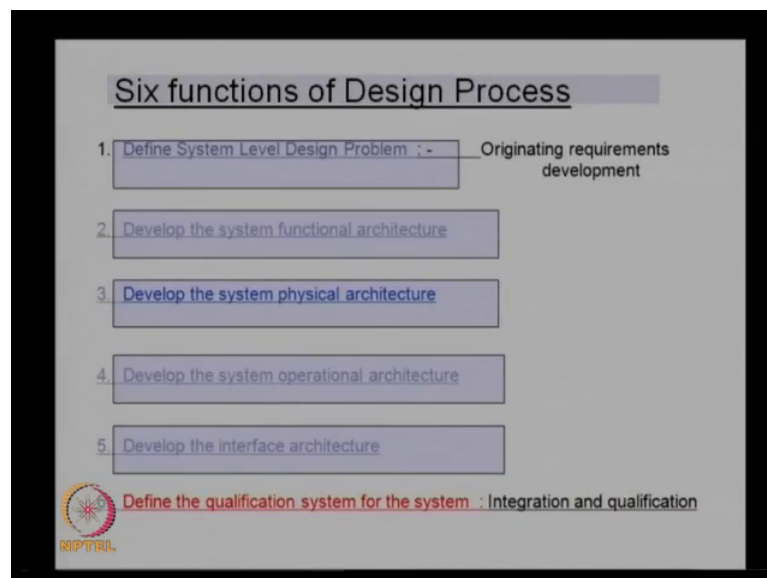 Six functions of Design Process
1. Define System Level Design Problem : - Originating requirements
development
2. Develop the system functional architecture
3. Develop the system physical architecture
4. Develop the system operational architecture
5. Develop the interface architecture
6. Define the qualification system for the system : Integration and qualification
NPTEL